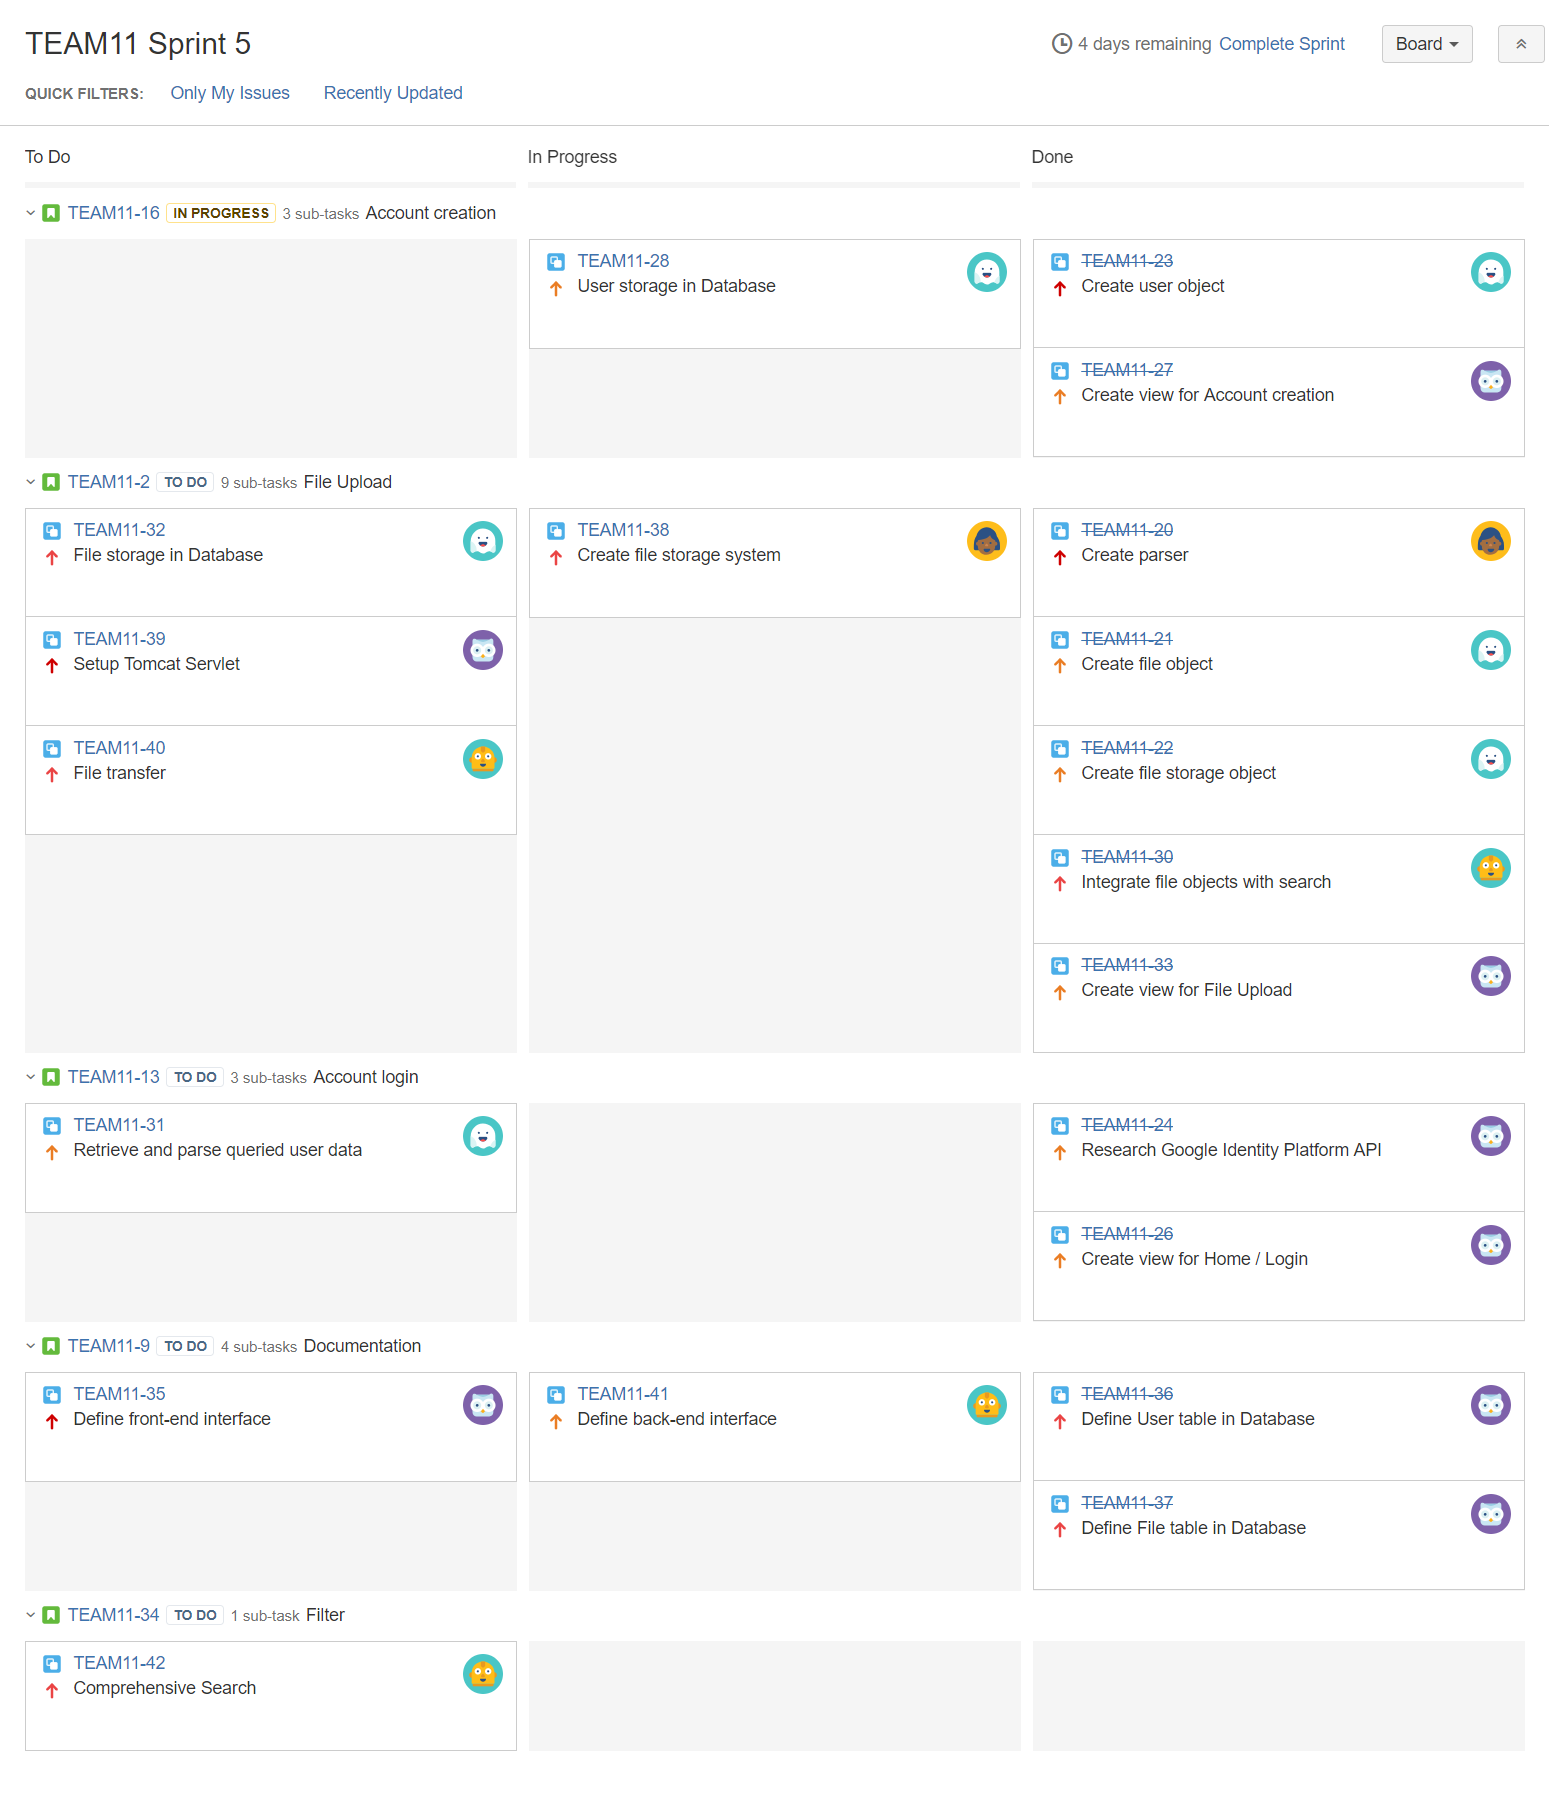 TEAM11 Sprint 5
4 days remaining Complete Sprint
Board
QUICK FILTERS: Only My Issues Recently Updated
To Do In Progress Done
TEAM11-16 IN PROGRESS 3 sub-tasks Account creation
TEAM11-28
User storage in Database
TEAM11-23
Create user object
TEAM11-27
Create view for Account creation
TEAM11-2 TO DO 9 sub-tasks File Upload
TEAM11-32
File storage in Database
TEAM11-39
Setup Tomcat Servlet
TEAM11-40
File transfer
TEAM11-38
Create file storage system
TEAM11-20
Create parser
TEAM11-21
Create file object
TEAM11-22
Create file storage object
TEAM11-30
Integrate file objects with search
TEAM11-33
Create view for File Upload
TEAM11-13 TO DO 3 sub-tasks Account login
TEAM11-31
Retrieve and parse queried user data
TEAM11-24
Research Google Identity Platform API
TEAM11-26
Create view for Home / Login
TEAM11-9 TO DO 4 sub-tasks Documentation
TEAM11-35
Define front-end interface
TEAM11-41
Define back-end interface
TEAM11-36
Define User table in Database
TEAM11-37
Define File table in Database
TEAM11-34 TO DO 1 sub-task Filter
TEAM11-42
Comprehensive Search